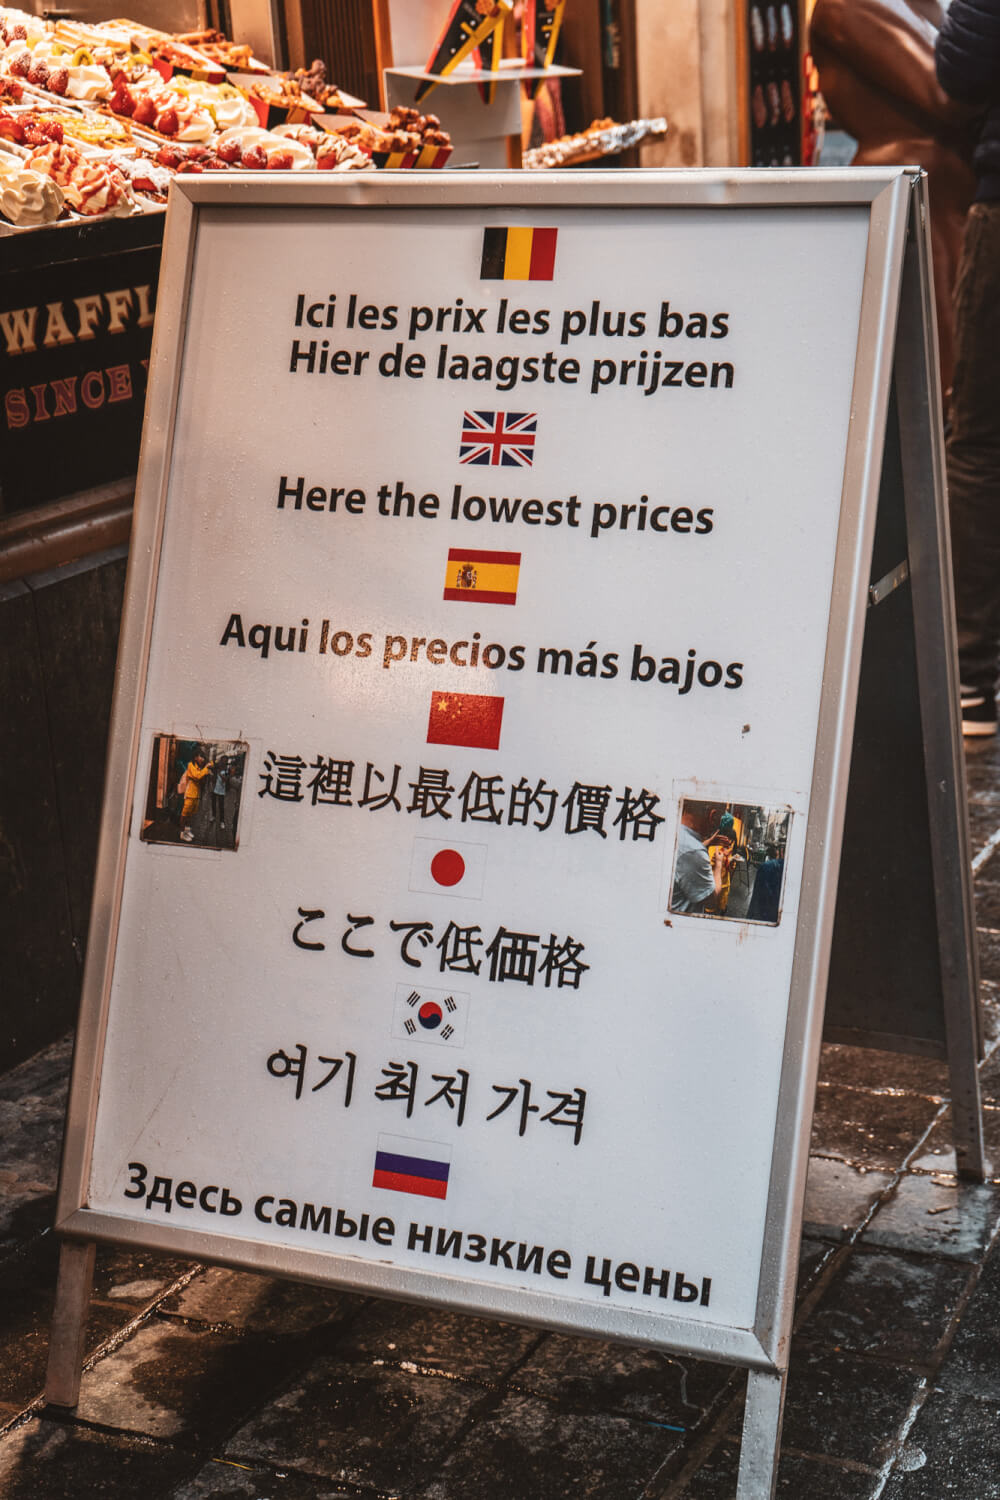 WAFFL
SINCE
Ici les prix les plus bas
Hier de laagste prijzen
Here the lowest prices
Aqui los precios más bajos
這裡以最低的價格
ここで低価格
여기 최저 가격
Здесь самые низкие цены